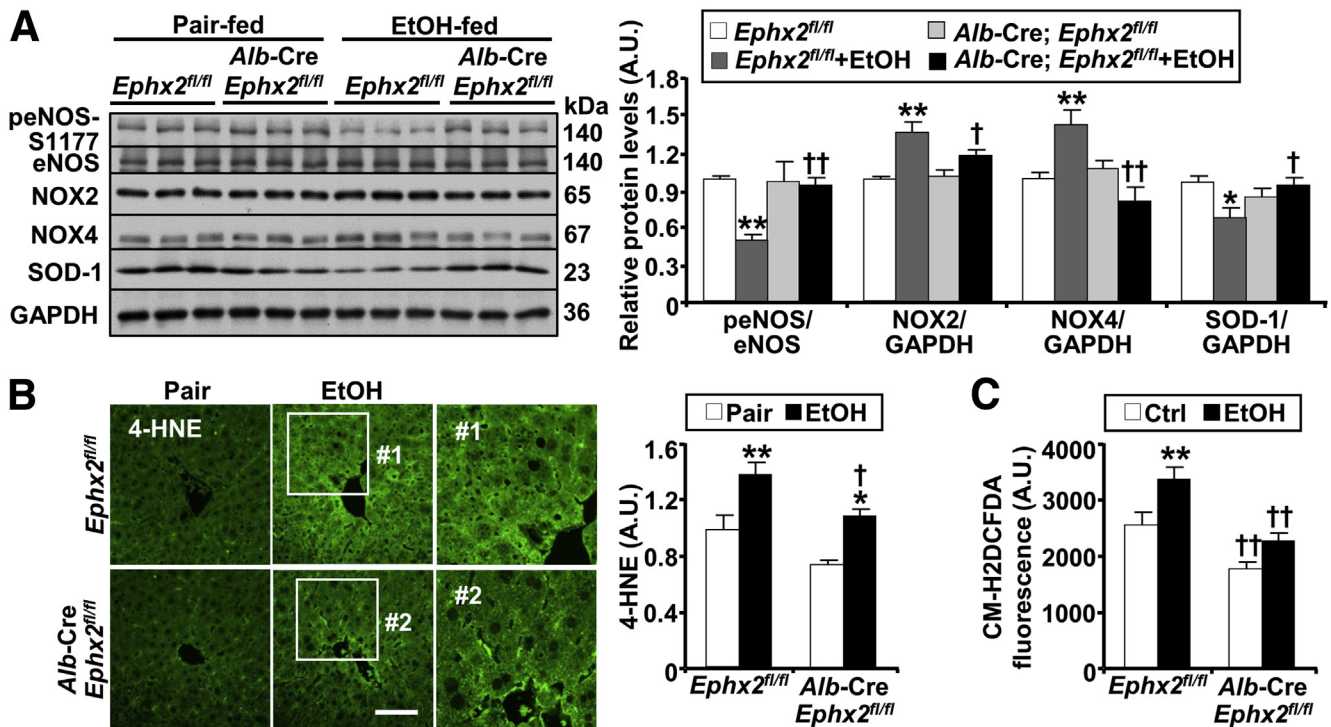 A
Pair-fed EtOH-fed
Alb-Cre Alb-Cre
Ephx2fl/fl Ephx2fl/fl Ephx2fl/fl Ephx2fl/fl
kDa
peNOS-
S1177 140
eNOS 140
NOX2 65
NOX4 67
SOD-1 23
GAPDH 36
Ephx2fl/fl Alb-Cre; Ephx2fl/fl
Ephx2fl/fl+EtOH Alb-Cre; Ephx2fl/fl+EtOH
Relative protein levels (A.U.)
1.8
1.5
1.2
0.9
0.6
0.3
0
** ** † ** †† * †
††
peNOS/ NOX2/ NOX4/ SOD-1/
eNOS GAPDH GAPDH GAPDH
B
Pair EtOH
4-HNE #1 #1
Ephx2fl/fl
#2 #2
Alb-Cre
Ephx2fl/fl
Pair EtOH
4-HNE (A.U.)
1.6
1.2
0.8
0.4
0
** †
*
Ephx2fl/fl Alb-Cre
Ephx2fl/fl
C
Ctrl EtOH
CM-H2DCFDA
fluorescence (A.U.)
4000
3000
2000
1000
0
** †† ††
Ephx2fl/fl Alb-Cre
Ephx2fl/fl